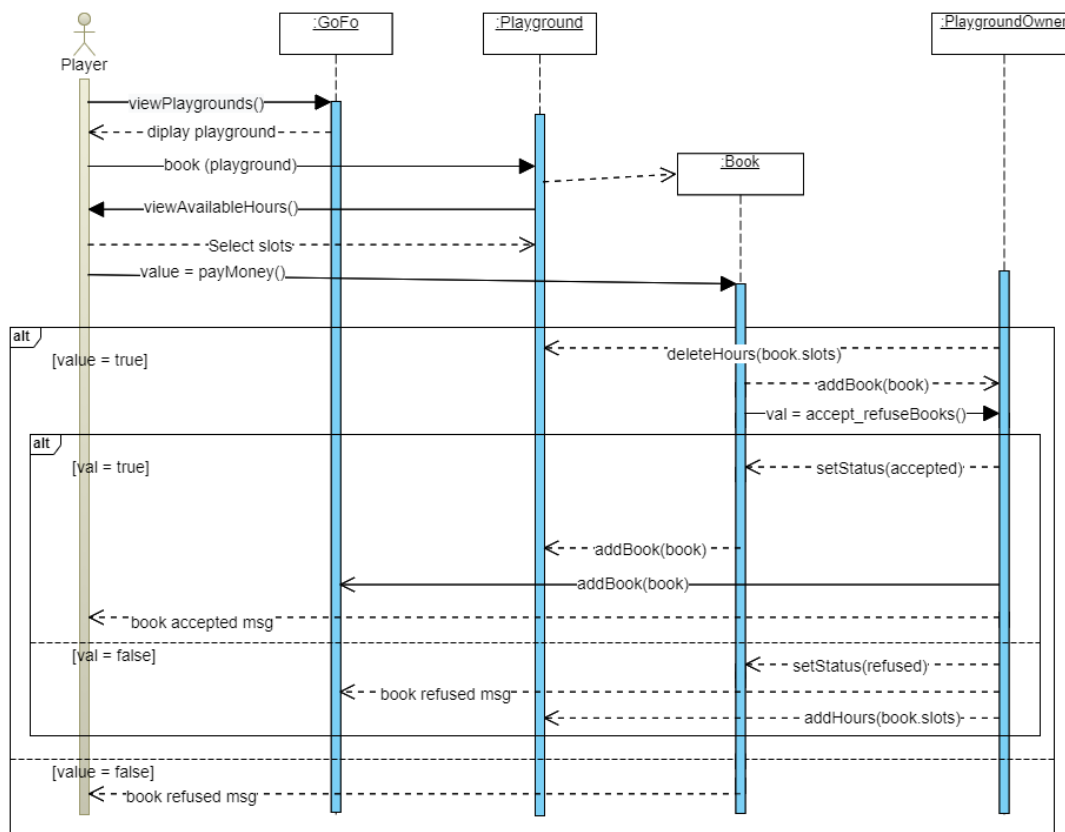 :GoFo
:Playground
:PlaygroundOwner
Player
viewPlaygrounds()
diplay playground
book (playground)
:Book
viewAvailableHours()
Select slots
value = payMoney()
alt
[value = true]
deleteHours(book.slots)
addBook(book)
val = accept_refuseBooks()
alt
[val = true]
setStatus(accepted)
addBook(book)
addBook(book)
book accepted msg
[val = false]
setStatus(refused)
book refused msg
addHours(book.slots)
[value = false]
book refused msg